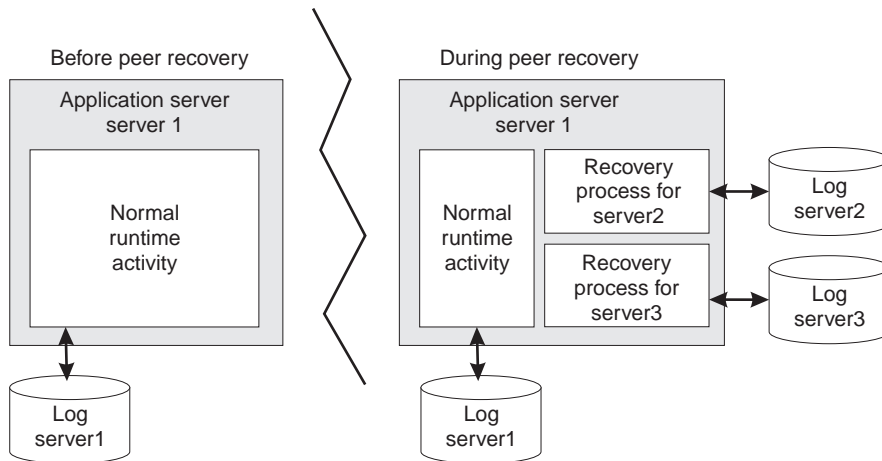 Before peer recovery
Application server
server 1
Normal
runtime
activity
Log
server1
During peer recovery
Application server
server 1
Normal
runtime
activity
Recovery
process for
server2
Recovery
process for
server3
Log
server2
Log
server3
Log
server1